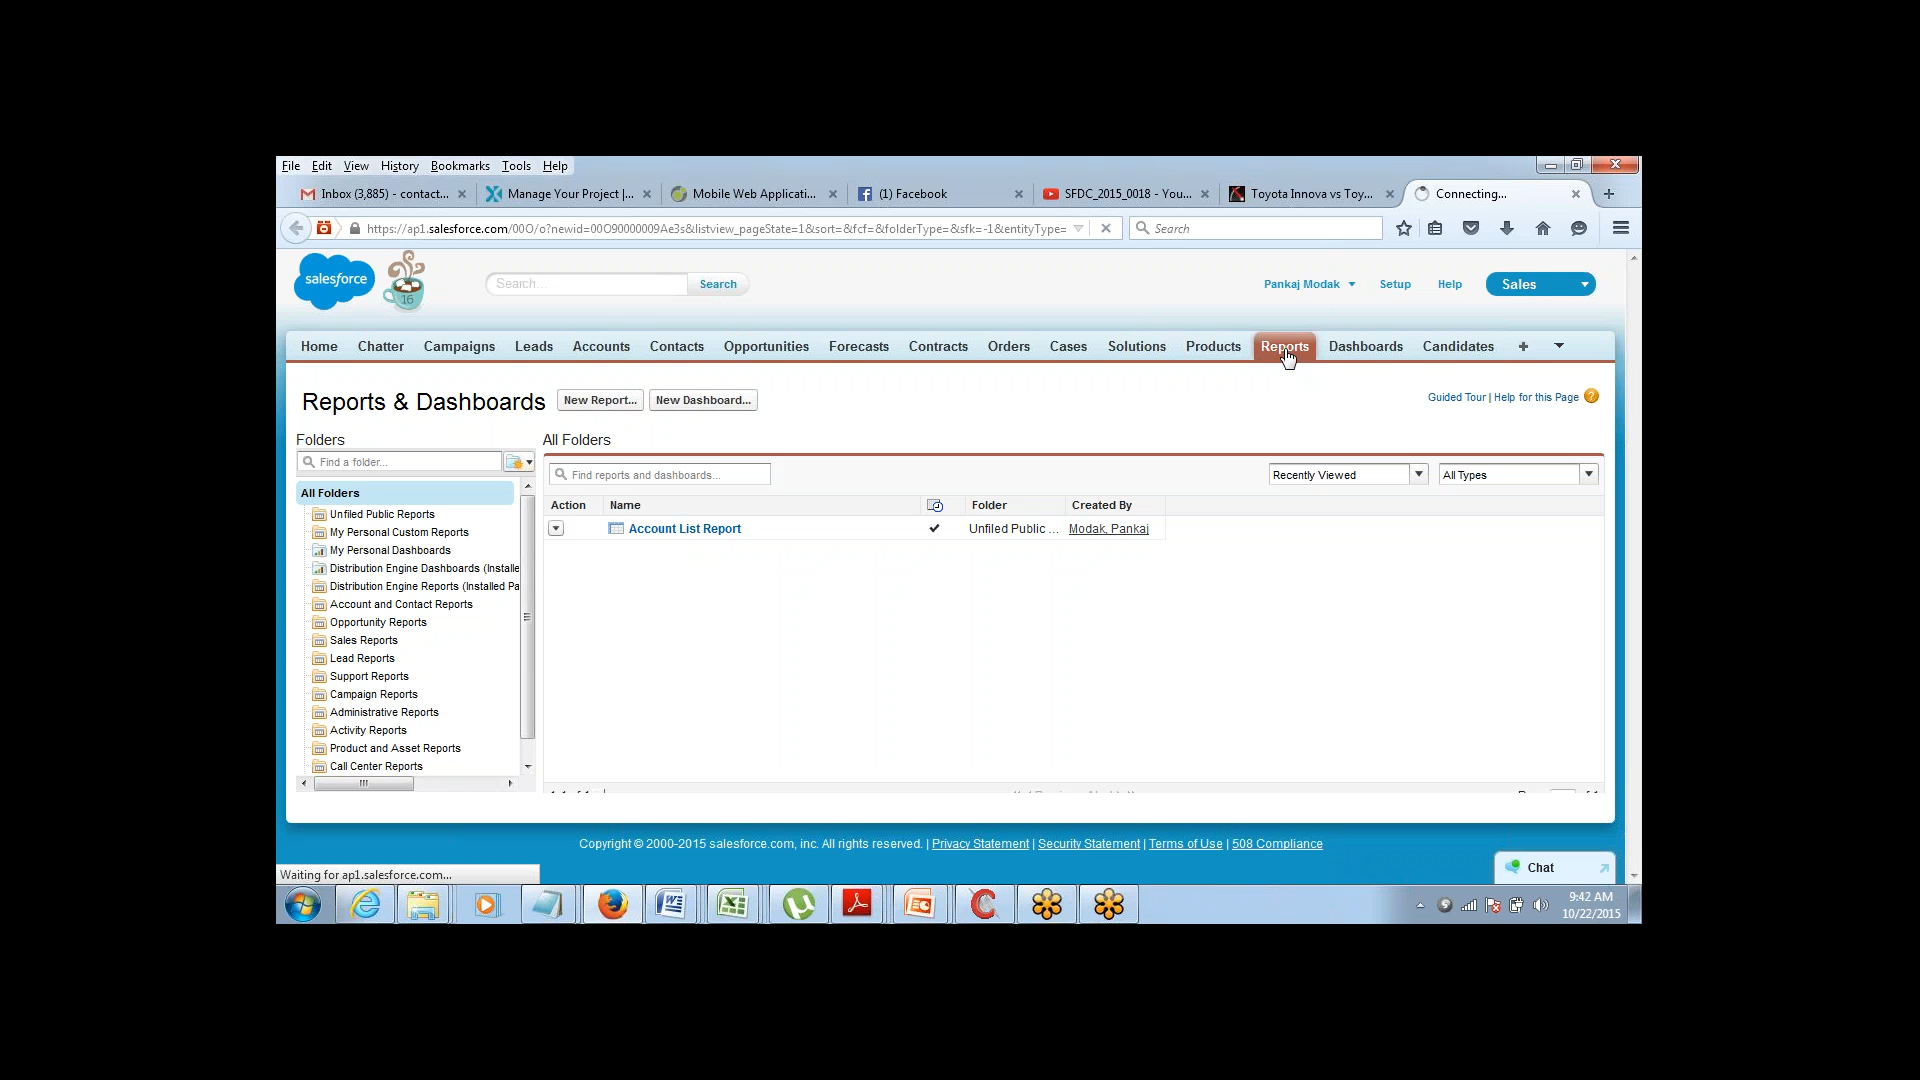 File Edit View History Bookmarks Tools Help
Inbox (3,885) - contact... Manage Your Project |... Mobile Web Applicati... (1) Facebook SFDC_2015_0018 - You... Toyota Innova vs Toy... Connecting...
https://ap1.salesforce.com/00O/o?newid=00O90000009Ae3s&listview_pageState=1&sort=&fcf=&folderType=&sfk=-1&entityType= Search
salesforce 16 Search... Search Pankaj Modak Setup Help Sales
Home Chatter Campaigns Leads Accounts Contacts Opportunities Forecasts Contracts Orders Cases Solutions Products Reports Dashboards Candidates +
Reports & Dashboards New Report... New Dashboard... Guided Tour | Help for this Page ?
Folders All Folders
Find a folder... Find reports and dashboards... Recently Viewed All Types
All Folders
Action Name Folder Created By
Account List Report Unfiled Public ... Modak, Pankaj
Unfiled Public Reports
My Personal Custom Reports
My Personal Dashboards
Distribution Engine Dashboards (Installe
Distribution Engine Reports (Installed Pa
Account and Contact Reports
Opportunity Reports
Sales Reports
Lead Reports
Support Reports
Campaign Reports
Administrative Reports
Activity Reports
Product and Asset Reports
Call Center Reports
Copyright © 2000-2015 salesforce.com, inc. All rights reserved. | Privacy Statement | Security Statement | Terms of Use | 508 Compliance
Chat
Waiting for ap1.salesforce.com...
9:42 AM
10/22/2015